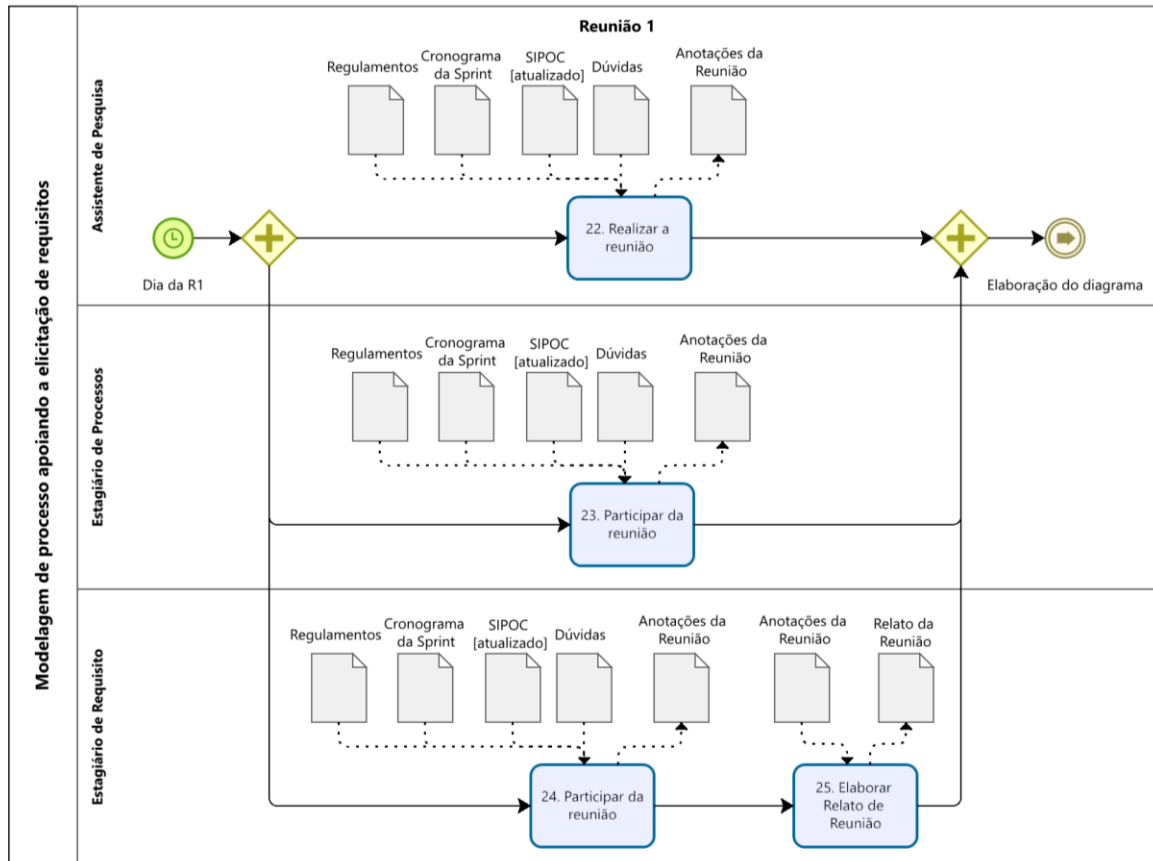 Modelagem de processo apoiando a elicitação de requisitos
Reunião 1
Assistente de Pesquisa
Regulamentos
Cronograma
da Sprint
SIPOC
[atualizado]
Dúvidas
Anotações da
Reunião
Dia da R1
22. Realizar a
reunião
Elaboração do diagrama
Estagiário de Processos
Regulamentos
Cronograma
da Sprint
SIPOC
[atualizado]
Dúvidas
Anotações da
Reunião
23. Participar da
reunião
Estagiário de Requisito
Regulamentos
Cronograma
da Sprint
SIPOC
[atualizado]
Dúvidas
Anotações da
Reunião
Anotações da
Reunião
Relato da
Reunião
24. Participar da
reunião
25. Elaborar
Relato de
Reunião